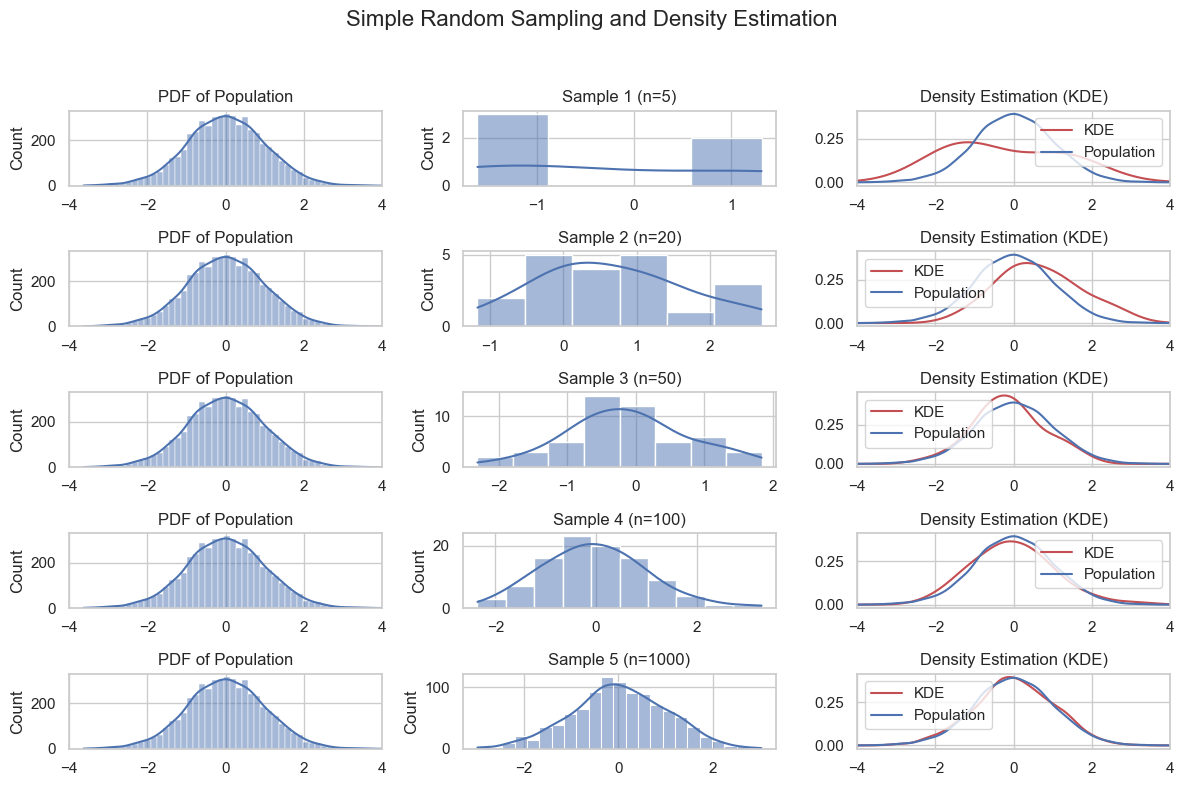 Simple Random Sampling and Density Estimation
PDF of Population
Count
200
0
−4 −2 0 2 4
Sample 1 (n=5)
Count
2
0
−1 0 1
Density Estimation (KDE)
0.25
0.00
KDE
Population
−4 −2 0 2 4
PDF of Population
Count
200
0
−4 −2 0 2 4
Sample 2 (n=20)
Count
5
0
−1 0 1 2
Density Estimation (KDE)
0.25
0.00
KDE
Population
−4 −2 0 2 4
PDF of Population
Count
200
0
−4 −2 0 2 4
Sample 3 (n=50)
Count
10
0
−2 −1 0 1 2
Density Estimation (KDE)
0.25
0.00
KDE
Population
−4 −2 0 2 4
PDF of Population
Count
200
0
−4 −2 0 2 4
Sample 4 (n=100)
Count
20
0
−2 0 2
Density Estimation (KDE)
0.25
0.00
KDE
Population
−4 −2 0 2 4
PDF of Population
Count
200
0
−4 −2 0 2 4
Sample 5 (n=1000)
Count
100
0
−2 0 2
Density Estimation (KDE)
0.25
0.00
KDE
Population
−4 −2 0 2 4